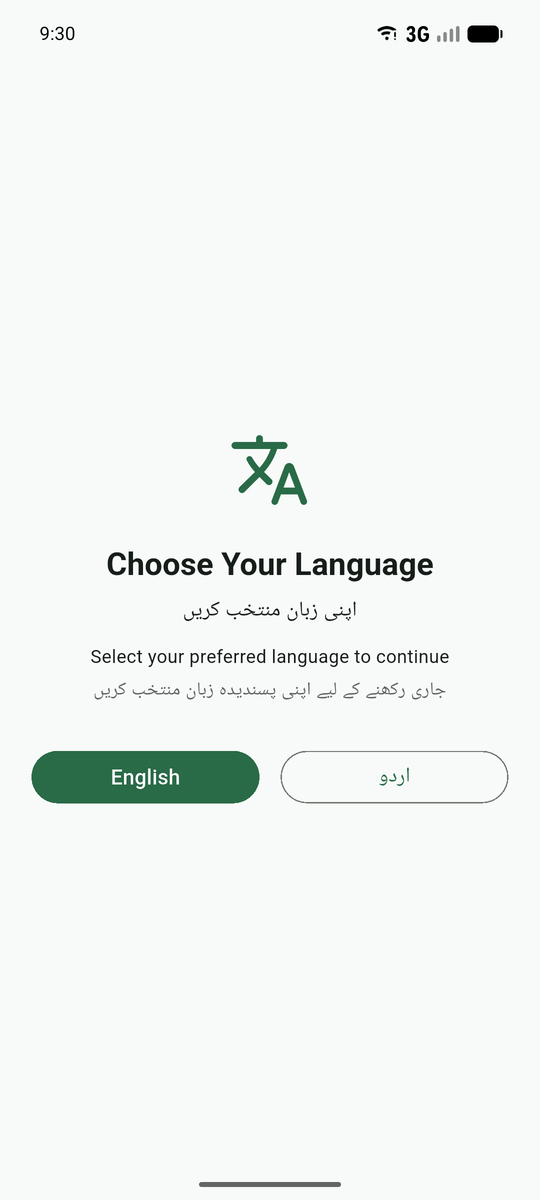 9:30
3G
Choose Your Language
اپنی زبان منتخب کریں
Select your preferred language to continue
جاری رکھنے کے لیے اپنی پسندیدہ زبان منتخب کریں
English
اردو